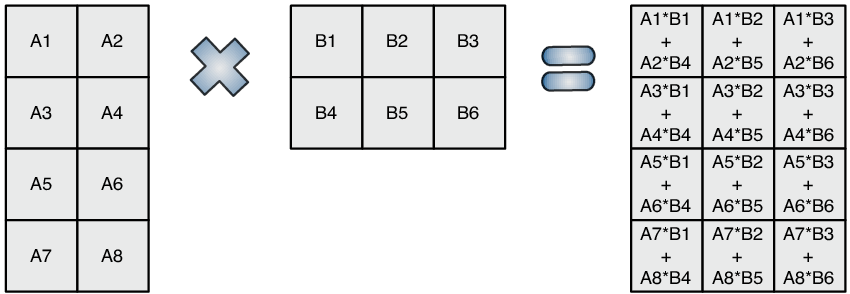 A1 A2
B1 B2 B3
A1*B1 A1*B2 A1*B3
+ + +
A2*B4 A2*B5 A2*B6
A3 A4
B4 B5 B6
A3*B1 A3*B2 A3*B3
+ + +
A4*B4 A4*B5 A4*B6
A5 A6
A5*B1 A5*B2 A5*B3
+ + +
A6*B4 A6*B5 A6*B6
A7 A8
A7*B1 A7*B2 A7*B3
+ + +
A8*B4 A8*B5 A8*B6